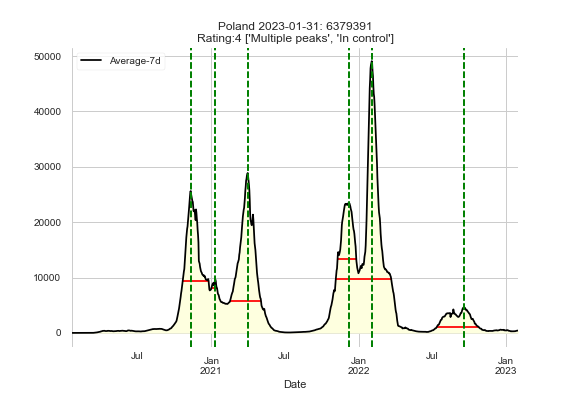 Poland 2023-01-31: 6379391
Rating:4 ['Multiple peaks', 'In control']
Average-7d
50000
40000
30000
20000
10000
0
Jul
Jan
2021
Jul
Jan
2022
Jul
Jan
2023
Date